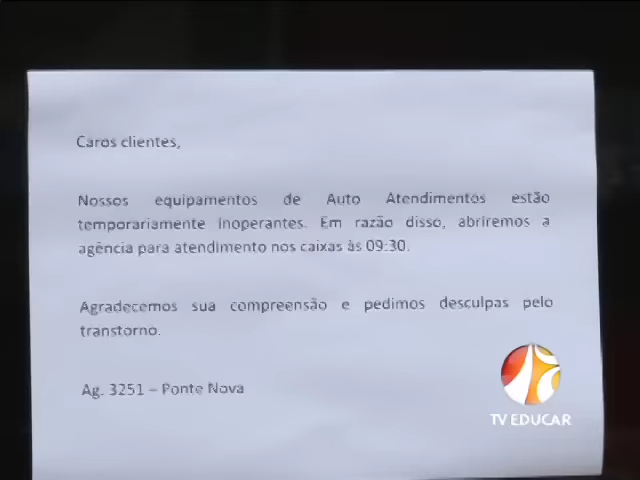 Caros clientes,
Nossos equipamentos de Auto Atendimentos estão
temporariamente inoperantes. Em razão disso, abriremos a
agência para atendimento nos caixas às 09:30.
Agradecemos sua compreensão e pedimos desculpas pelo
transtorno.
Ag. 3251 – Ponte Nova
TV EDUCAR